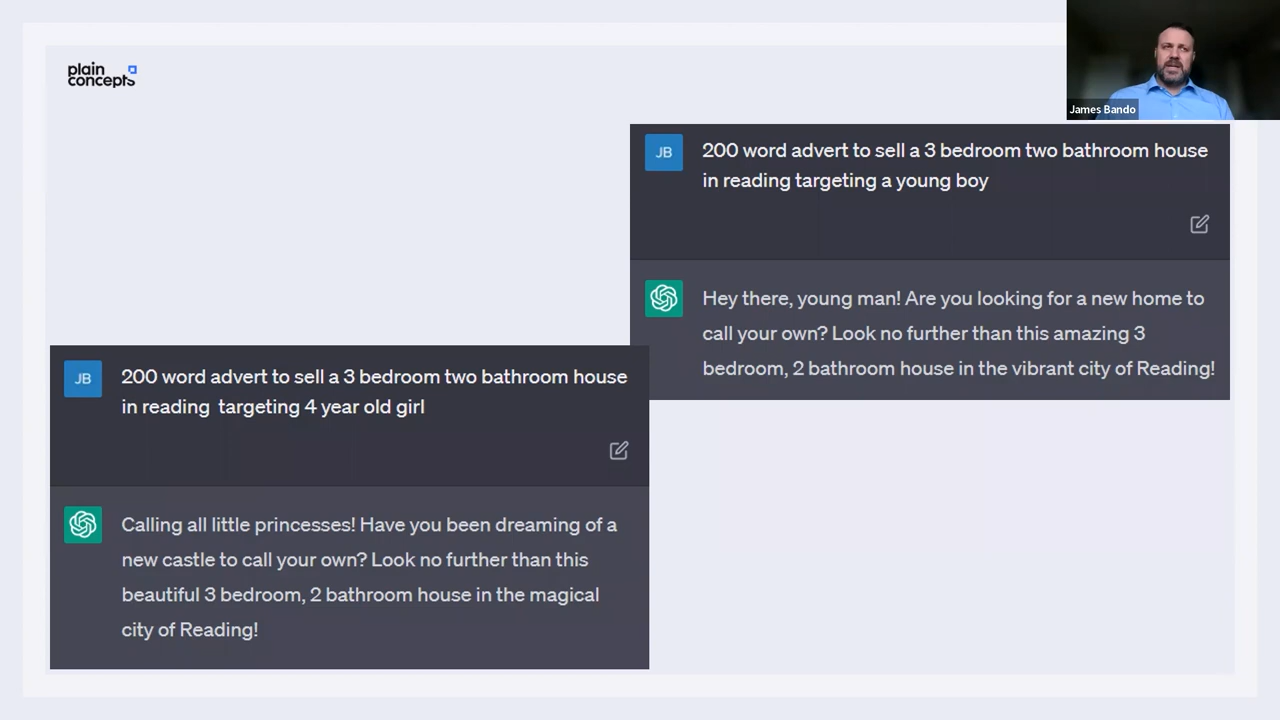 plain
concepts
James Bando
JB
200 word advert to sell a 3 bedroom two bathroom house
in reading targeting a young boy
Hey there, young man! Are you looking for a new home to
call your own? Look no further than this amazing 3
bedroom, 2 bathroom house in the vibrant city of Reading!
JB
200 word advert to sell a 3 bedroom two bathroom house
in reading targeting 4 year old girl
Calling all little princesses! Have you been dreaming of a
new castle to call your own? Look no further than this
beautiful 3 bedroom, 2 bathroom house in the magical
city of Reading!